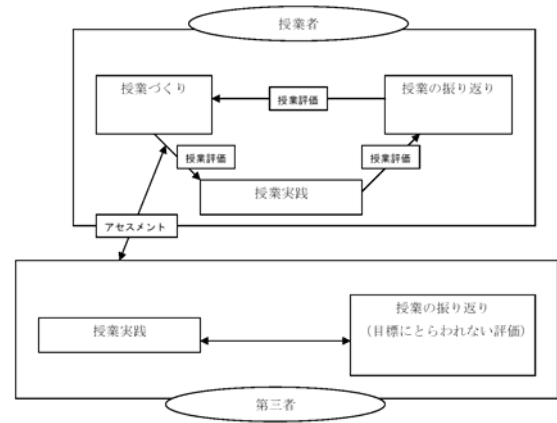 授業者
授業づくり
授業評価
授業の振り返り
授業評価
授業評価
授業実践
アセスメント
授業の振り返り
（目標にとらわれない評価）
授業実践
第三者